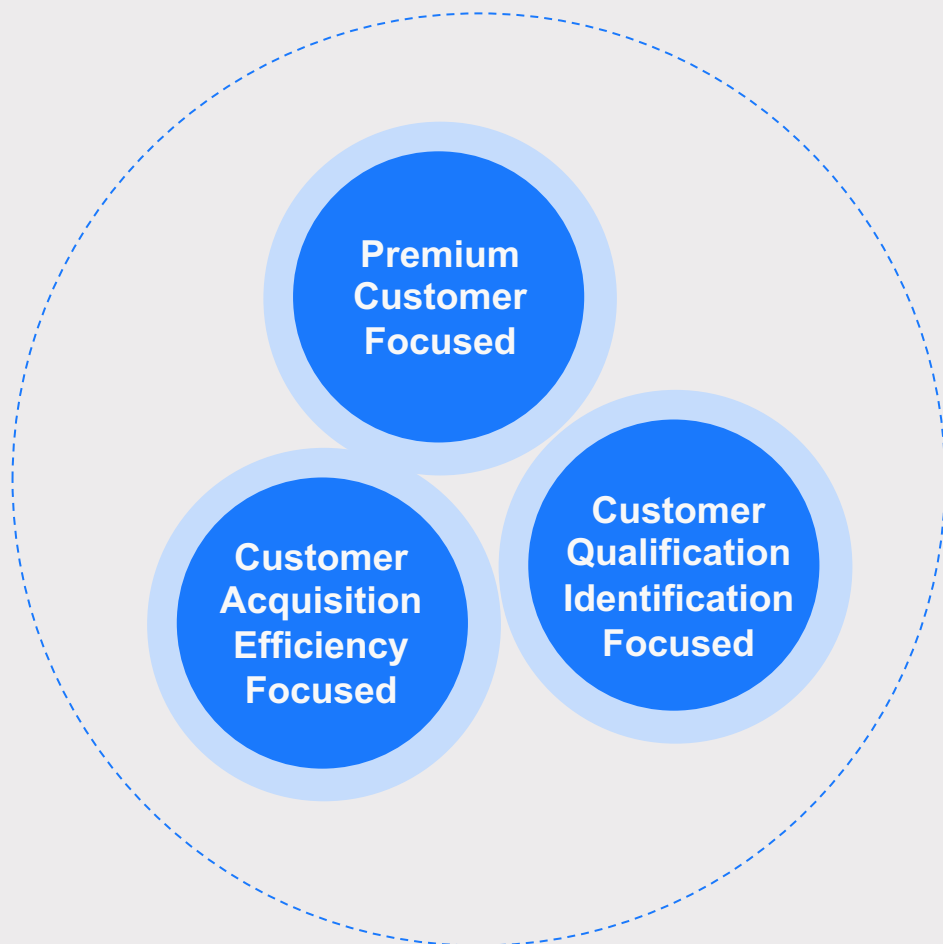 Premium
Customer
Focused
Customer
Qualification
Identification
Focused
Customer
Acquisition
Efficiency
Focused